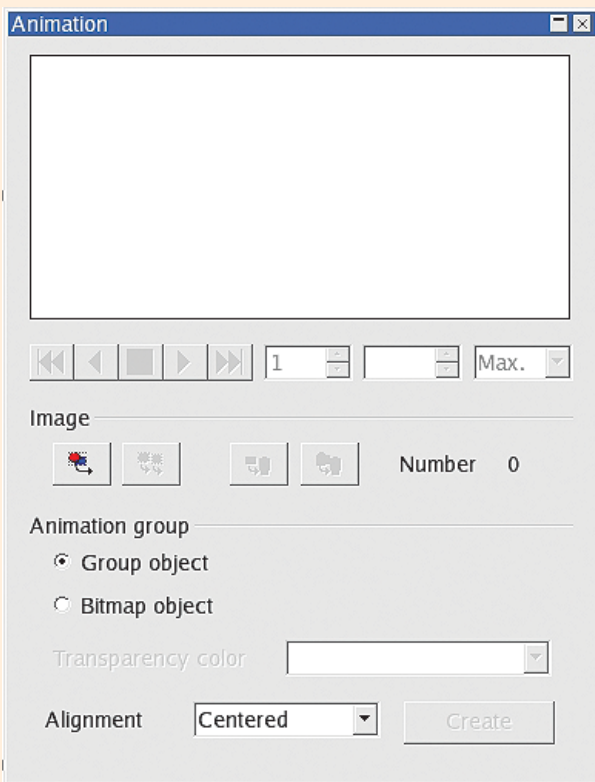 Animation
1 Max.
Image
Number 0
Animation group
Group object
Bitmap object
Transparency color
Alignment Centered Create